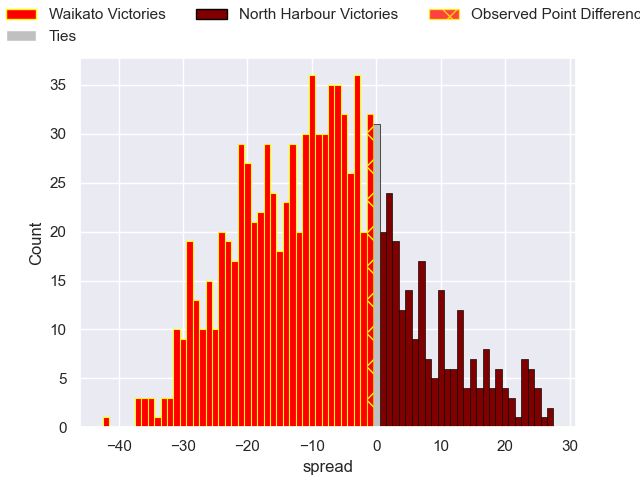 Waikato Victories North Harbour Victories Observed Point Differenc
Ties
35
30
25
20
15
10
5
0
Count
−40 −30 −20 −10 0 10 20 30
spread